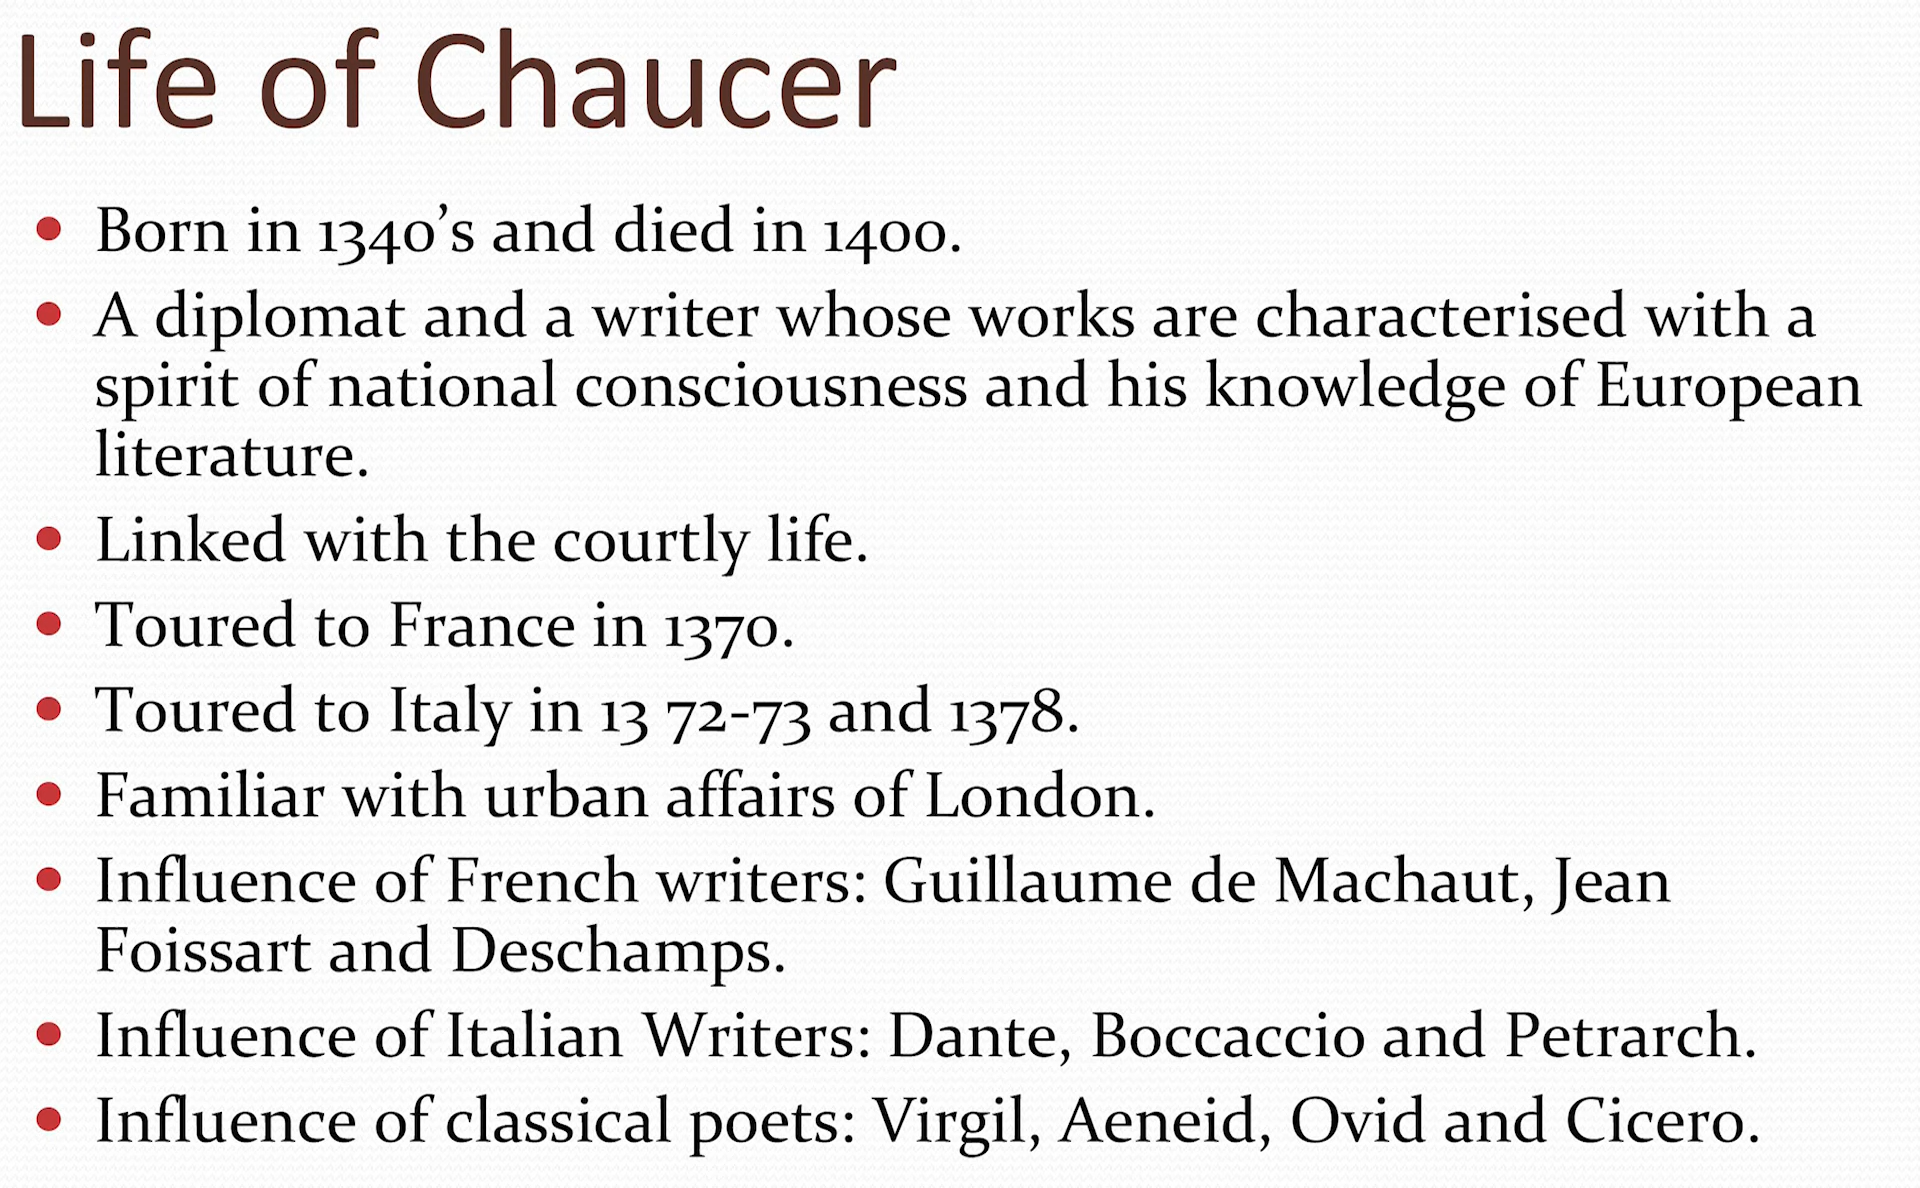 Life of Chaucer
• Born in 1340’s and died in 1400.
• A diplomat and a writer whose works are characterised with a
spirit of national consciousness and his knowledge of European
literature.
• Linked with the courtly life.
• Toured to France in 1370.
• Toured to Italy in 13 72-73 and 1378.
• Familiar with urban affairs of London.
• Influence of French writers: Guillaume de Machaut, Jean
Foissart and Deschamps.
• Influence of Italian Writers: Dante, Boccaccio and Petrarch.
• Influence of classical poets: Virgil, Aeneid, Ovid and Cicero.